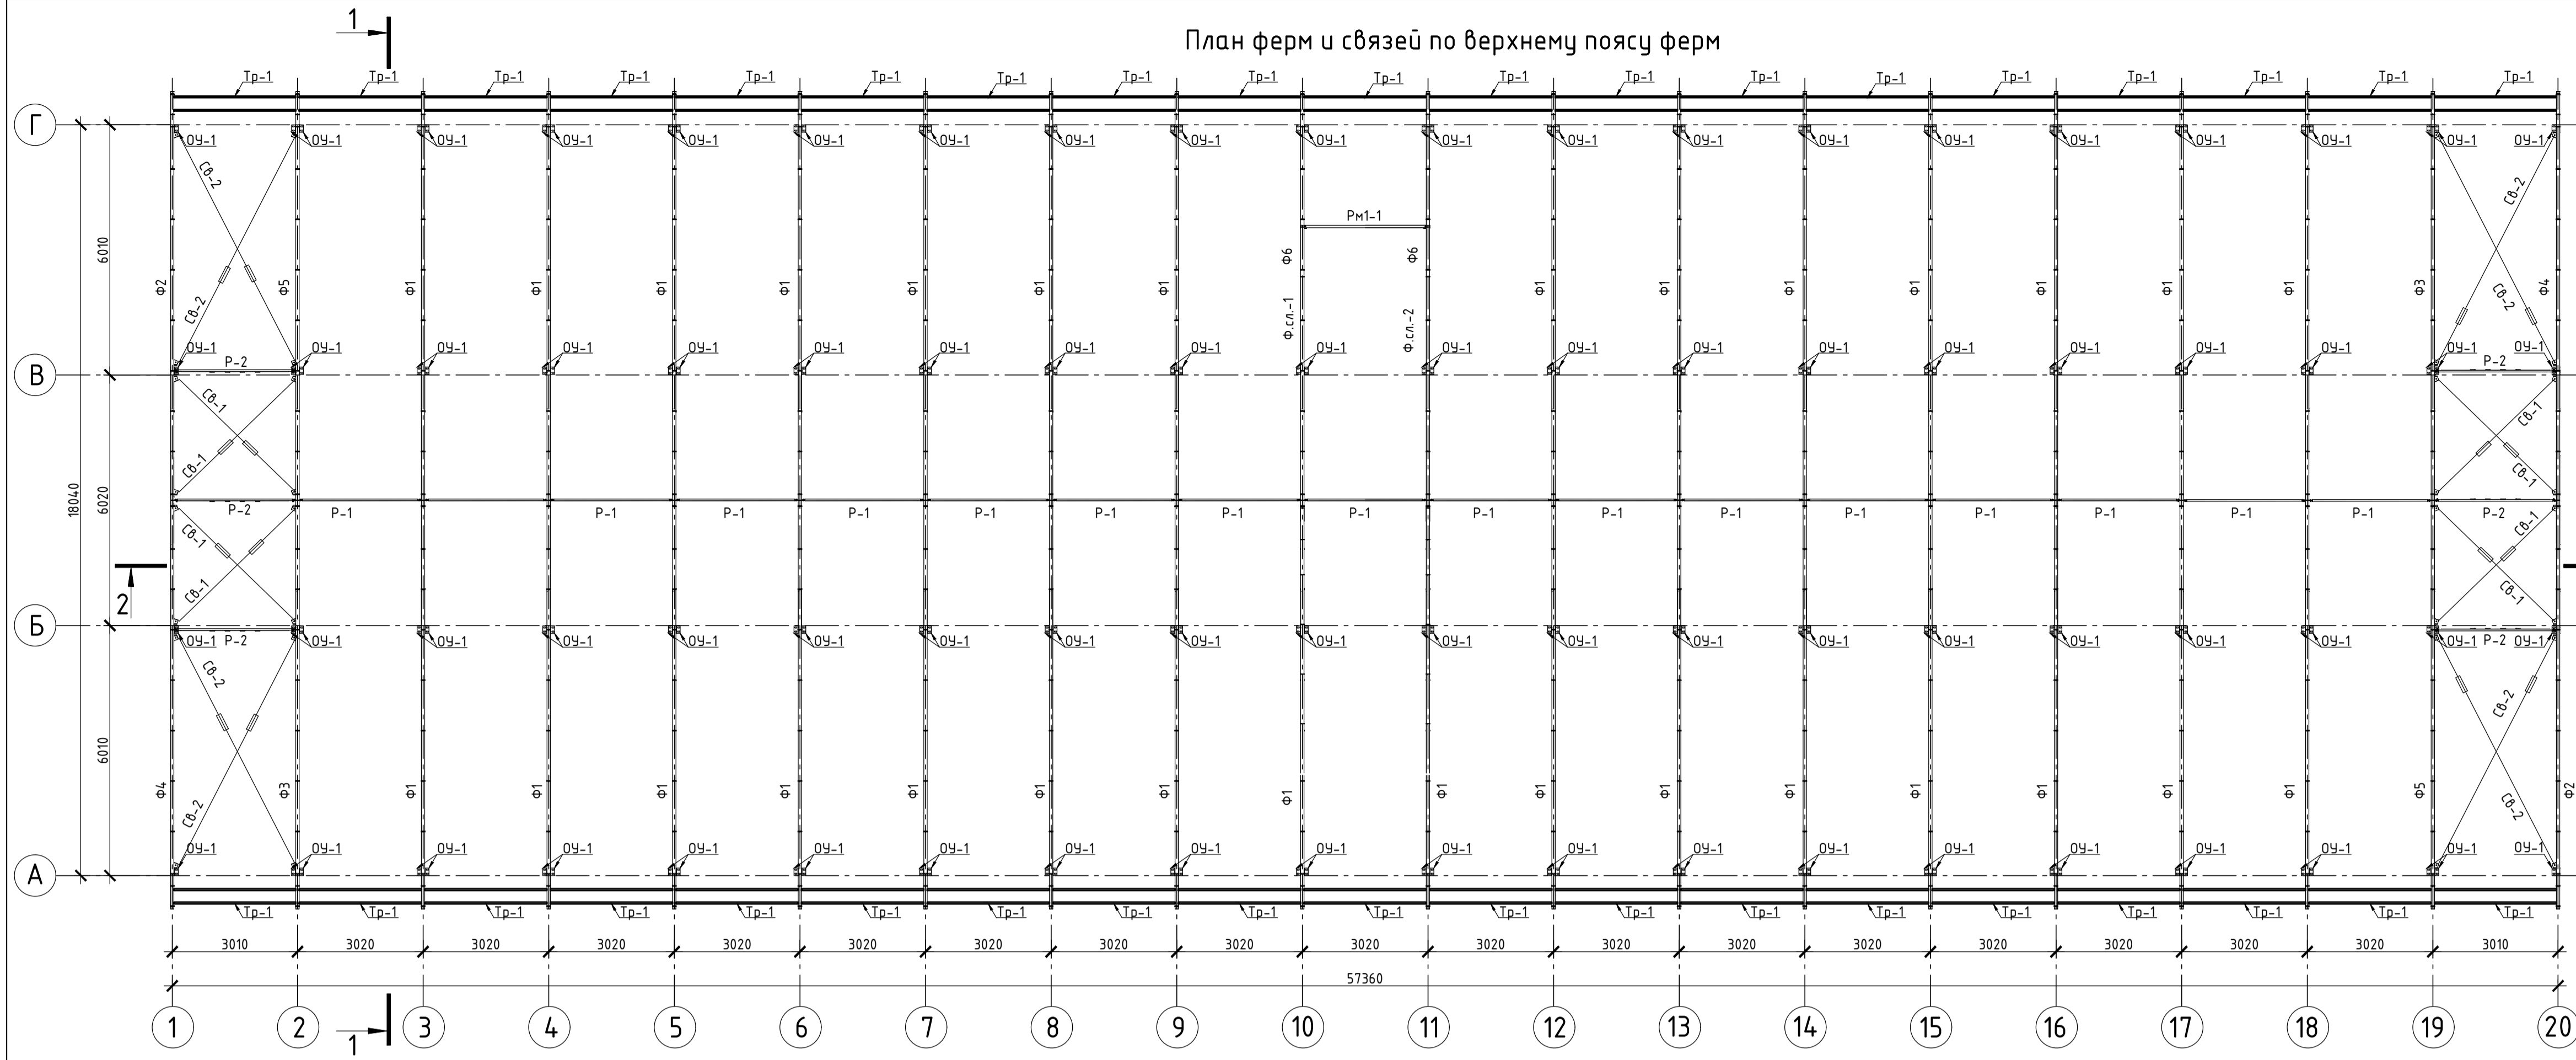 1
План ферм и связей по верхнему поясу ферм
Тр-1 Тр-1 Тр-1 Тр-1 Тр-1 Тр-1 Тр-1 Тр-1 Тр-1 Тр-1 Тр-1 Тр-1 Тр-1 Тр-1 Тр-1 Тр-1 Тр-1 Тр-1 Тр-1
Г
ОУ-1 ОУ-1 ОУ-1 ОУ-1 ОУ-1 ОУ-1 ОУ-1 ОУ-1 ОУ-1 ОУ-1 ОУ-1 ОУ-1 ОУ-1 ОУ-1 ОУ-1 ОУ-1 ОУ-1 ОУ-1 ОУ-1 ОУ-1
Св-2 Св-2
Рм1-1
6010
Ф6 Ф6
Ф2 Ф5 Ф1 Ф1 Ф1 Ф1 Ф1 Ф1 Ф1 Ф1 Ф1 Ф1 Ф1 Ф1 Ф1 Ф1 Ф3 Ф4
Св-2 Св-2
Ф.сл.-1 Ф.сл.-2
ОУ-1 ОУ-1 ОУ-1 ОУ-1 ОУ-1 ОУ-1 ОУ-1 ОУ-1 ОУ-1 ОУ-1 ОУ-1 ОУ-1 ОУ-1 ОУ-1 ОУ-1 ОУ-1 ОУ-1 ОУ-1 ОУ-1 ОУ-1
Р-2 Р-2
В
Св-1 Св-1
Св-1 Св-1
18040
6020
Р-2 Р-1 Р-1 Р-1 Р-1 Р-1 Р-1 Р-1 Р-1 Р-1 Р-1 Р-1 Р-1 Р-1 Р-1 Р-1 Р-1 Р-2
Св-1 Св-1
Св-1 Св-1
2
Б
ОУ-1 Р-2 ОУ-1 ОУ-1 ОУ-1 ОУ-1 ОУ-1 ОУ-1 ОУ-1 ОУ-1 ОУ-1 ОУ-1 ОУ-1 ОУ-1 ОУ-1 ОУ-1 ОУ-1 ОУ-1 ОУ-1 ОУ-1 Р-2 ОУ-1
Св-2 Св-2
6010
Ф4 Ф3 Ф1 Ф1 Ф1 Ф1 Ф1 Ф1 Ф1 Ф1 Ф1 Ф1 Ф1 Ф1 Ф1 Ф1 Ф1 Ф1 Ф5 Ф2
Св-2 Св-2
ОУ-1 ОУ-1 ОУ-1 ОУ-1 ОУ-1 ОУ-1 ОУ-1 ОУ-1 ОУ-1 ОУ-1 ОУ-1 ОУ-1 ОУ-1 ОУ-1 ОУ-1 ОУ-1 ОУ-1 ОУ-1 ОУ-1 ОУ-1
А
Тр-1 Тр-1 Тр-1 Тр-1 Тр-1 Тр-1 Тр-1 Тр-1 Тр-1 Тр-1 Тр-1 Тр-1 Тр-1 Тр-1 Тр-1 Тр-1 Тр-1 Тр-1 Тр-1
3010 3020 3020 3020 3020 3020 3020 3020 3020 3020 3020 3020 3020 3020 3020 3020 3020 3020 3010
57360
1 2 3 4 5 6 7 8 9 10 11 12 13 14 15 16 17 18 19 20
1